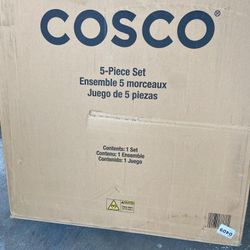 COSCO®
5-Piece Set
Ensemble 5 morceaux
Juego de 5 piezas
Contents: 1 Set
Contenu: 1 Ensemble
Contenido: 1 Juego